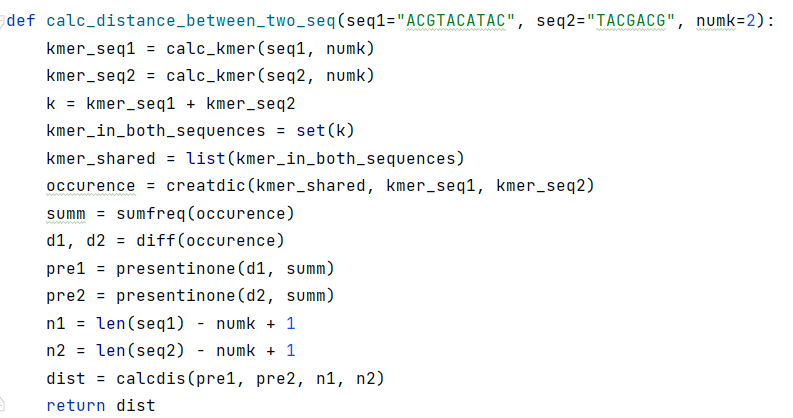 def calc_distance_between_two_seq(seq1="ACGTACATAC", seq2="TACGACG", numk=2):
    kmer_seq1 = calc_kmer(seq1, numk)
    kmer_seq2 = calc_kmer(seq2, numk)
    k = kmer_seq1 + kmer_seq2
    kmer_in_both_sequences = set(k)
    kmer_shared = list(kmer_in_both_sequences)
    occurence = creatdic(kmer_shared, kmer_seq1, kmer_seq2)
    summ = sumfreq(occurence)
    d1, d2 = diff(occurence)
    pre1 = presentinone(d1, summ)
    pre2 = presentinone(d2, summ)
    n1 = len(seq1) - numk + 1
    n2 = len(seq2) - numk + 1
    dist = calcdis(pre1, pre2, n1, n2)
    return dist